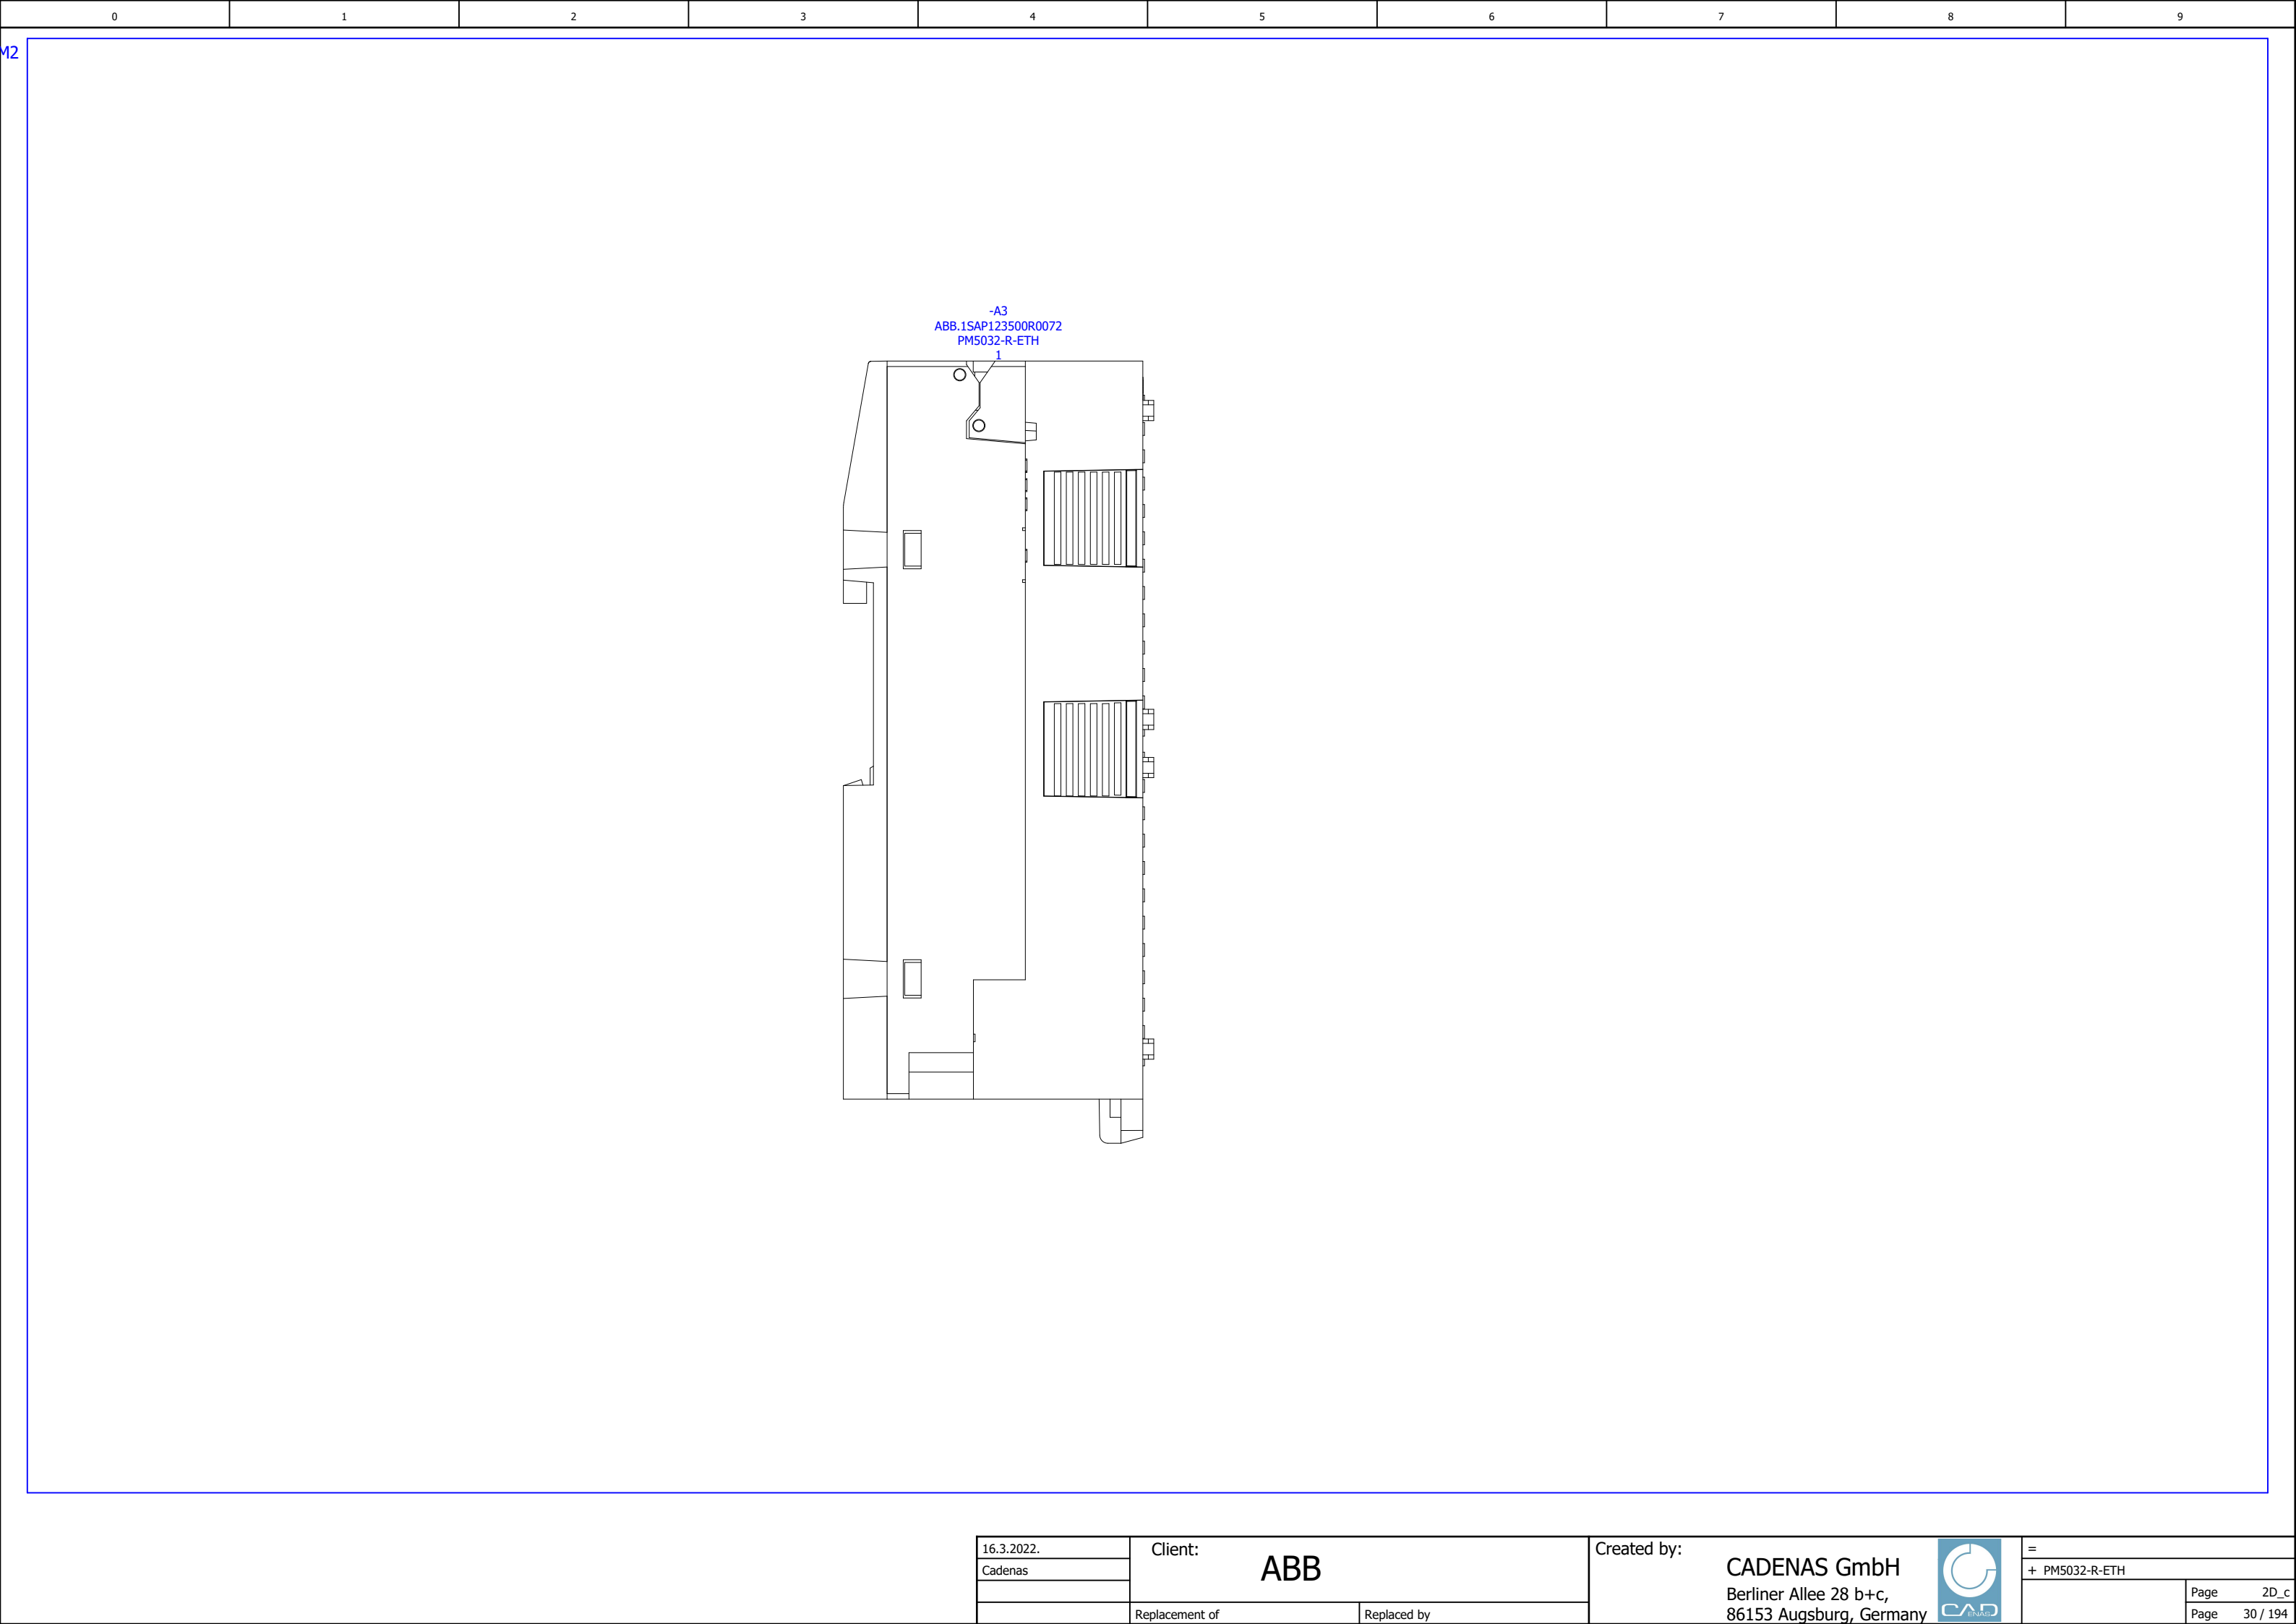 0 1 2 3 4 5 6 7 8 9
M2
-A3
ABB.1SAP123500R0072
PM5032-R-ETH
1
16.3.2022.
Cadenas
Client:
ABB
Replacement of
Replaced by
Created by:
CADENAS GmbH
Berliner Allee 28 b+c,
86153 Augsburg, Germany
CAD
ENAS
=
+ PM5032-R-ETH
Page 2D_c
Page 30 / 194